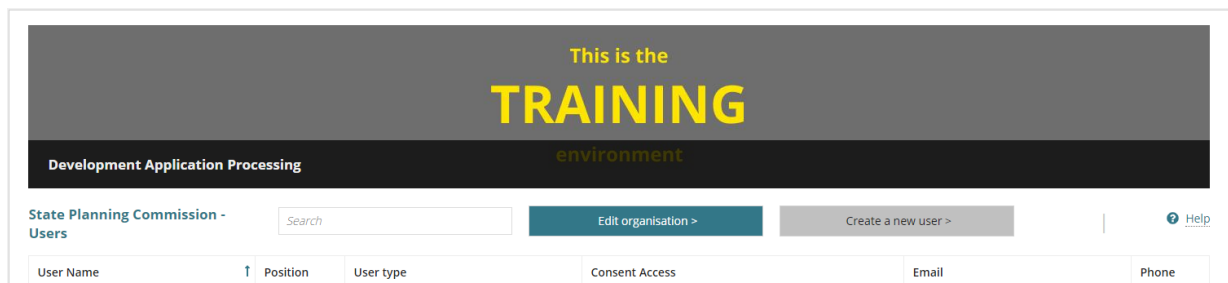 This is the
TRAINING
environment
Development Application Processing
State Planning Commission -
Users
Search
Edit organisation >
Create a new user >
Help
User Name ↑ Position User type Consent Access Email Phone